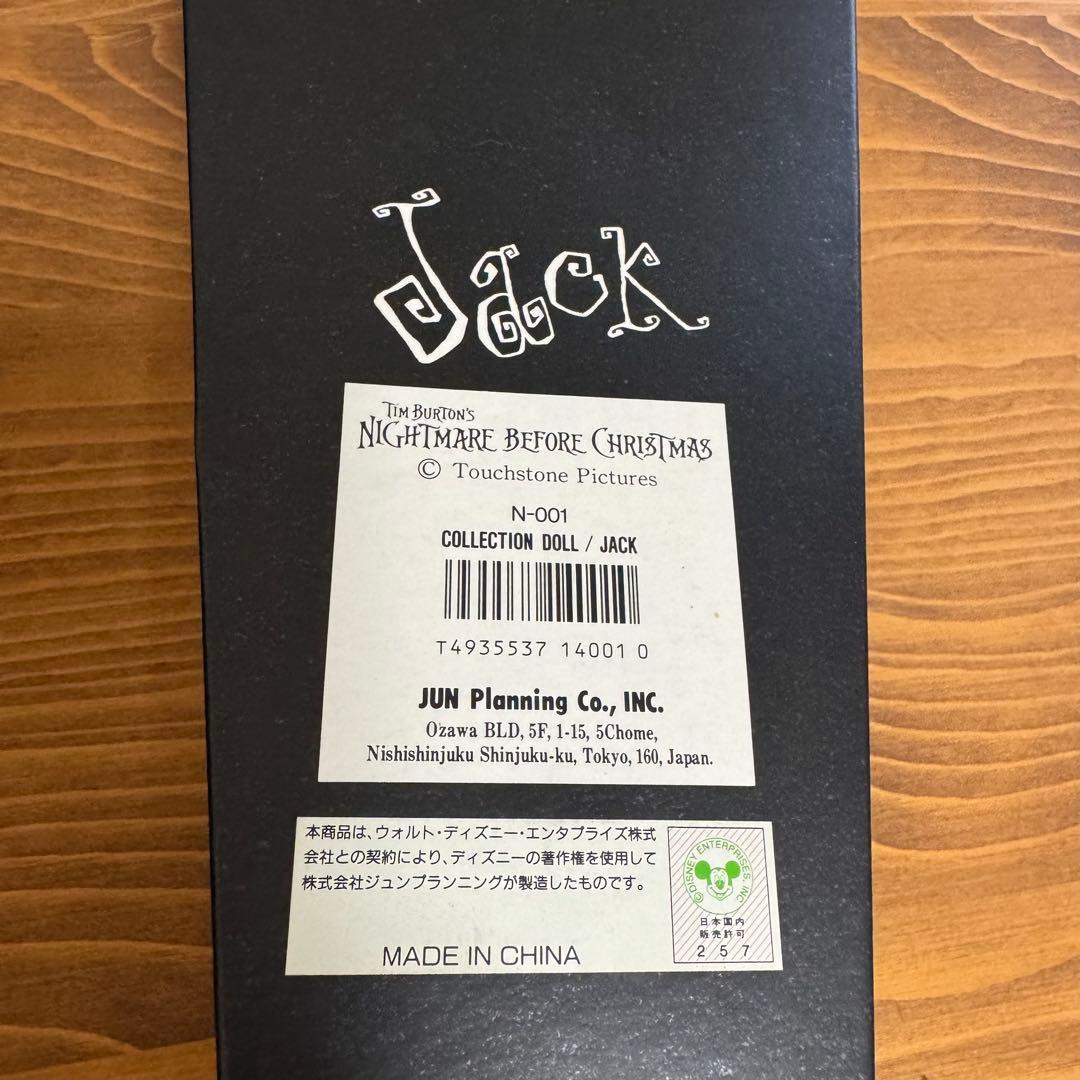 Jack
TIM BURTON'S
NIGHTMARE BEFORE CHRISTMAS
© Touchstone Pictures
N-001
COLLECTION DOLL / JACK
T4935537 14001 0
JUN Planning Co., INC.
Ozawa BLD, 5F, 1-15, 5Chome,
Nishishinjuku Shinjuku-ku, Tokyo, 160, Japan.
本商品は、ウォルト・ディズニー・エンタプライズ株式
会社との契約により、ディズニーの著作権を使用して
株式会社ジュンプランニングが製造したものです。
MADE IN CHINA
©DISNEY ENTERPRISES, INC
日本国内
販売許可
257